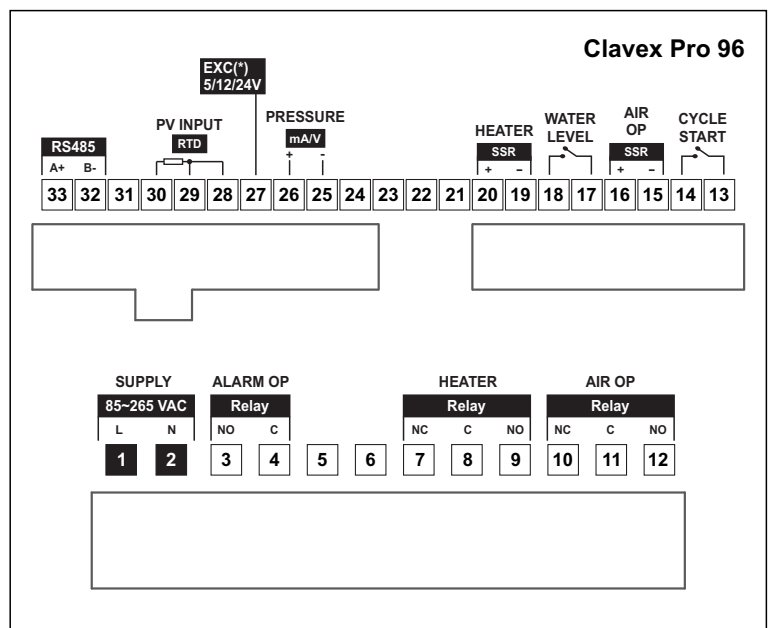 Clavex Pro 96
EXC(*)
5/12/24V
PV INPUT
RTD
PRESSURE
mA/V
+ -
RS485
A+ B-
HEATER
SSR
+ –
WATER
LEVEL
AIR
OP
SSR
+ –
CYCLE
START
33 32 31 30 29 28 27 26 25 24 23 22 21 20 19 18 17 16 15 14 13
SUPPLY
85~265 VAC
L N
ALARM OP
Relay
NO C
HEATER
Relay
NC C NO
AIR OP
Relay
NC C NO
1 2 3 4 5 6 7 8 9 10 11 12